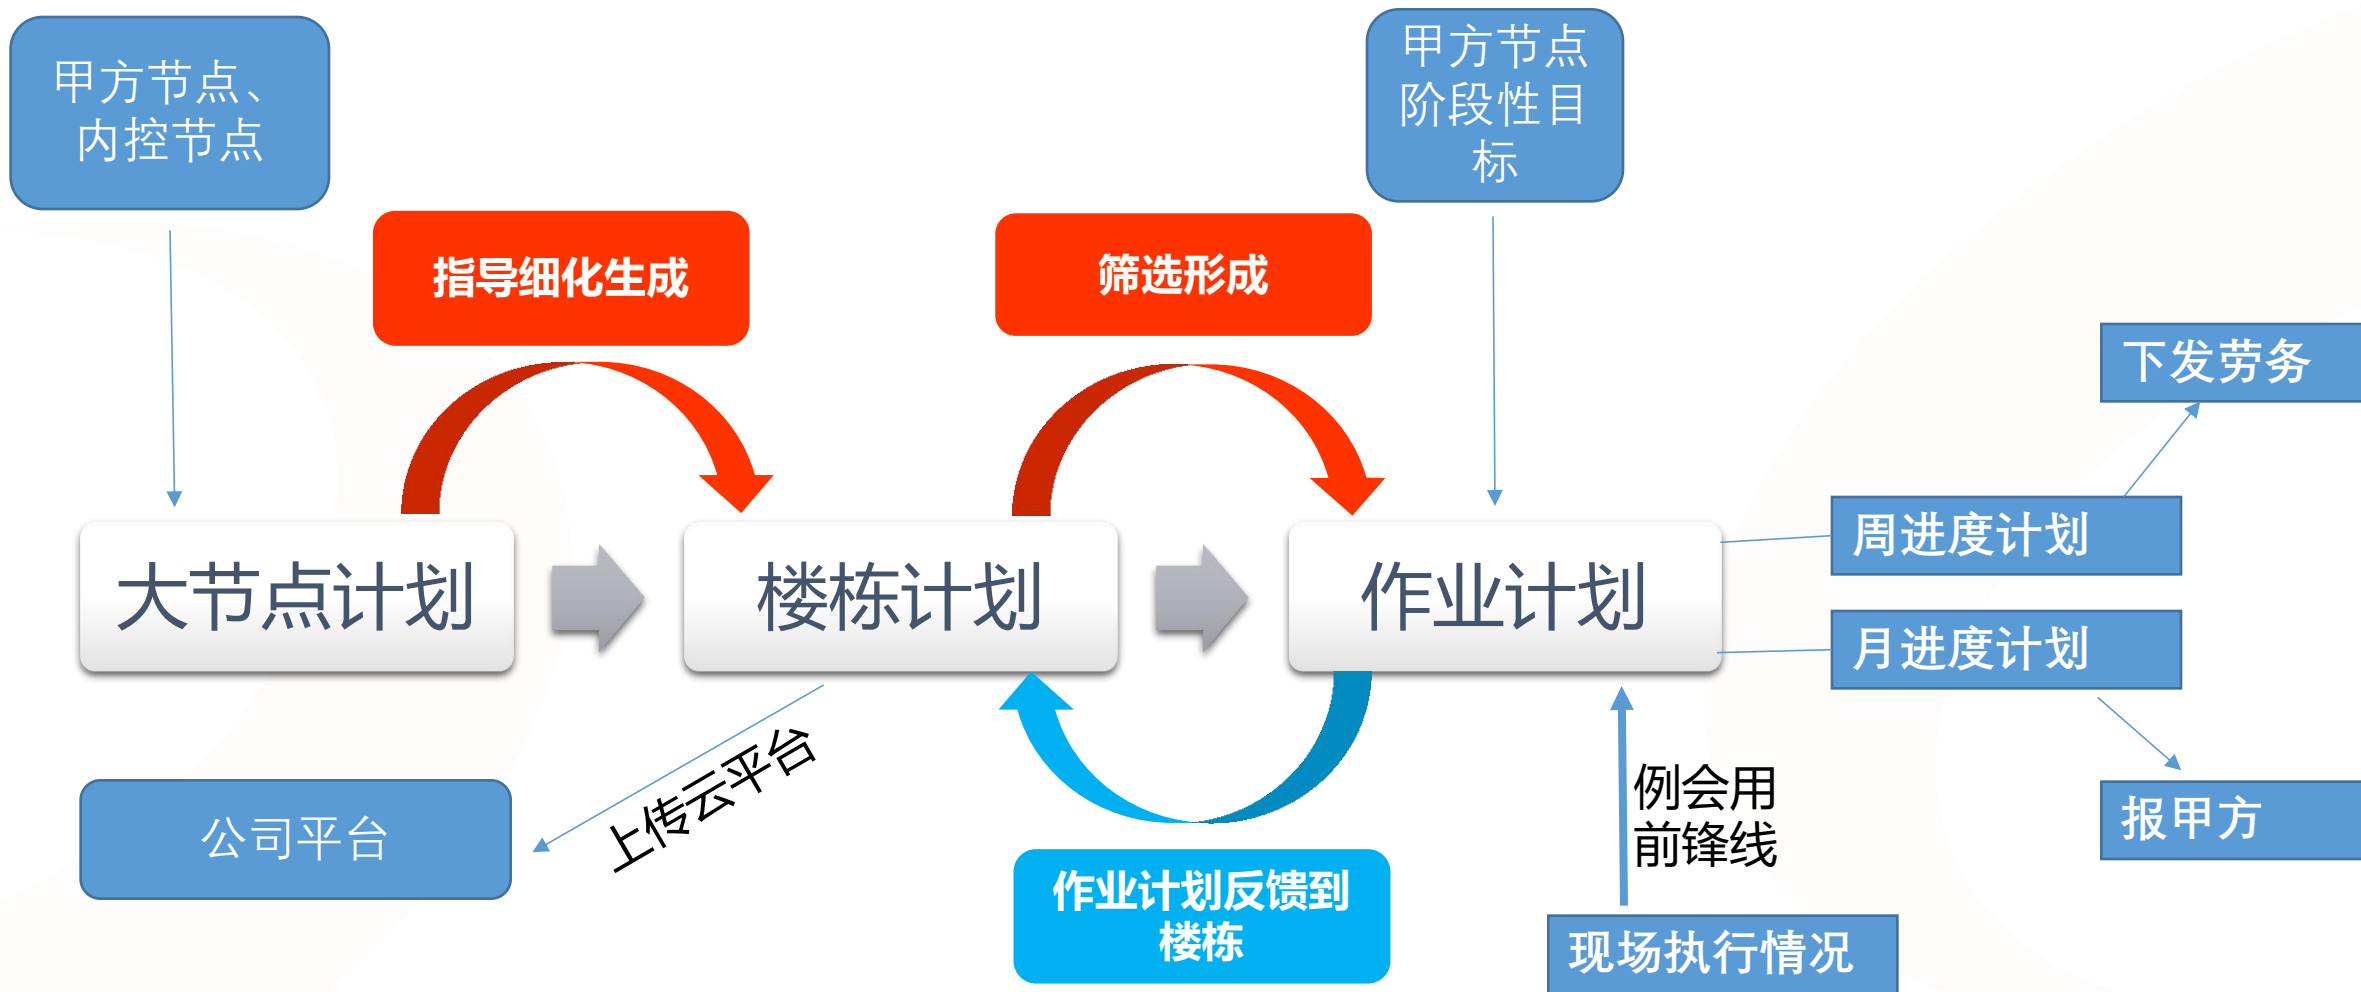 甲方节点、
内控节点
甲方节点
阶段性目
标
指导细化生成
筛选形成
下发劳务
大节点计划
楼栋计划
作业计划
周进度计划
月进度计划
上传云平台
公司平台
例会用
前锋线
报甲方
作业计划反馈到
楼栋
现场执行情况